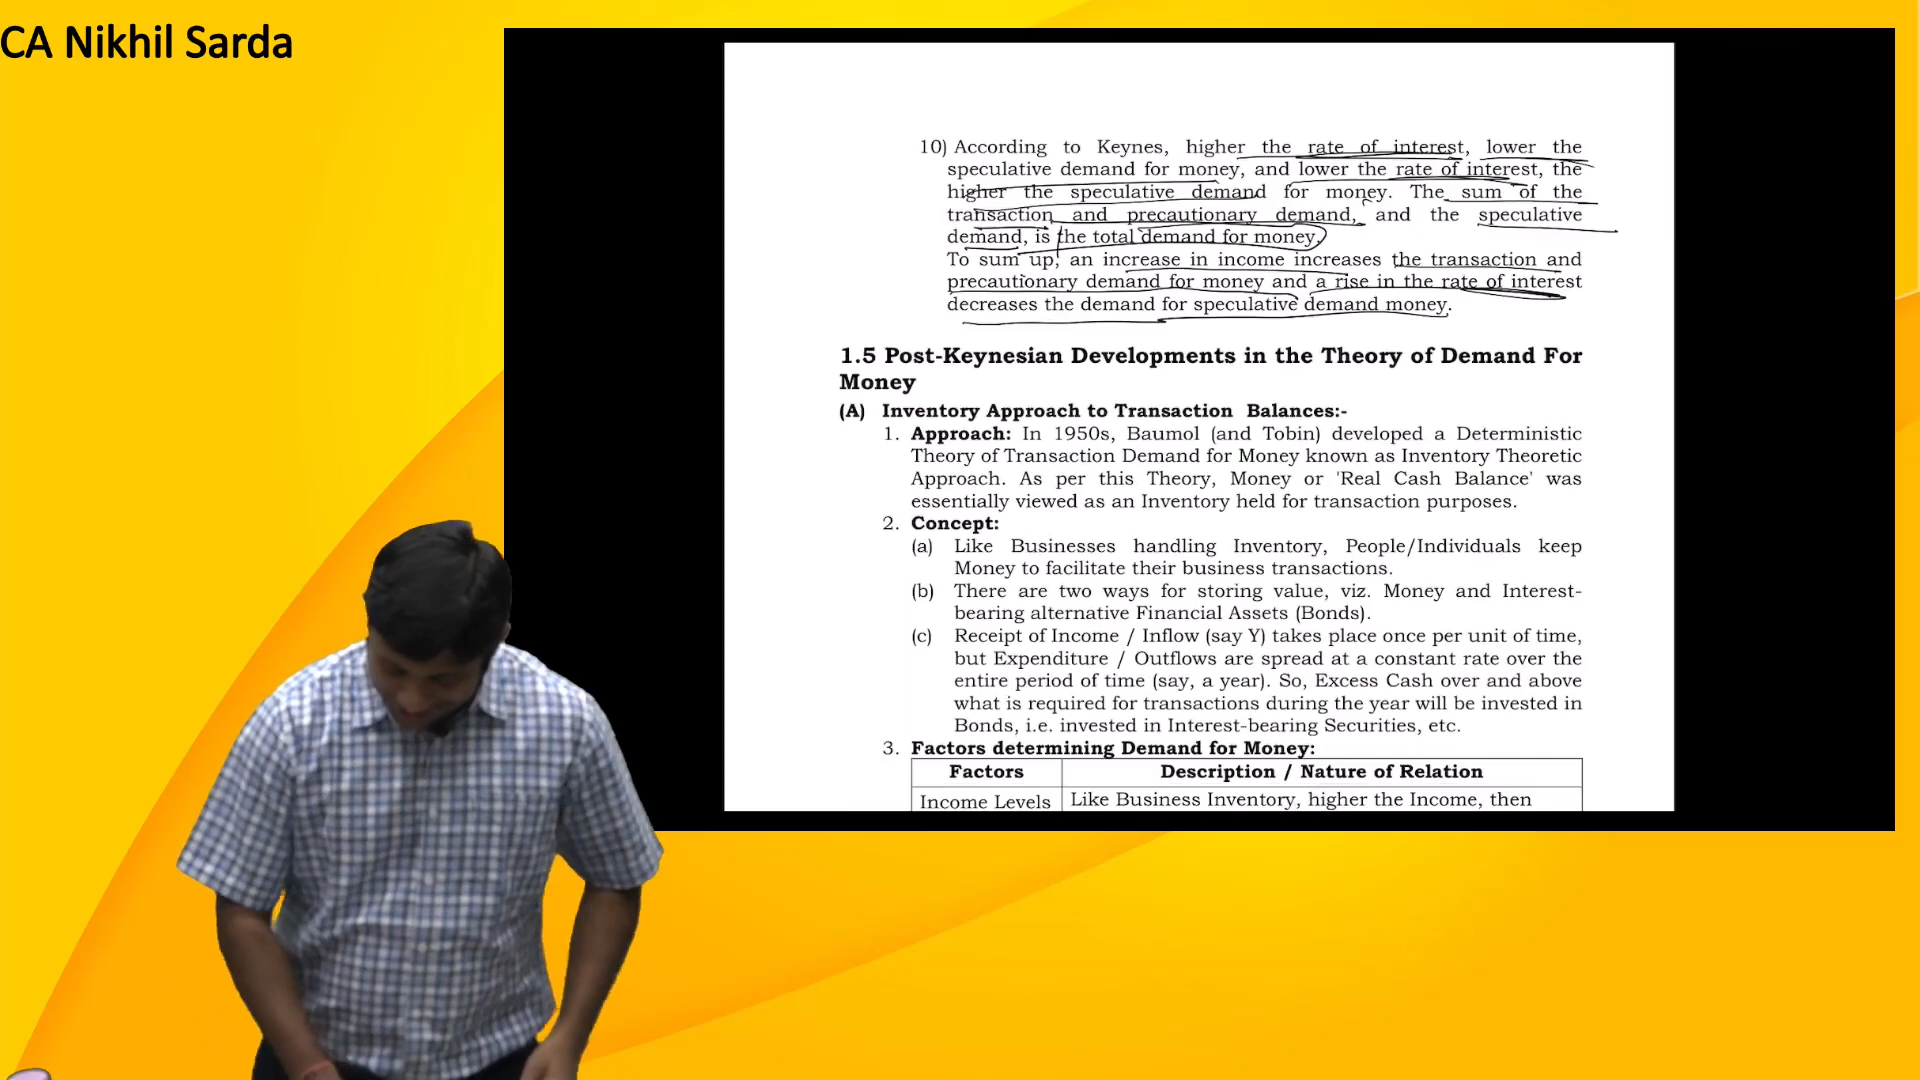 CA Nikhil Sarda
10) According to Keynes, higher the rate of interest, lower the
speculative demand for money, and lower the rate of interest, the
higher the speculative demand for money. The sum of the
transaction and precautionary demand, and the speculative
demand, is the total demand for money.
To sum up, an increase in income increases the transaction and
precautionary demand for money and a rise in the rate of interest
decreases the demand for speculative demand money.
1.5 Post-Keynesian Developments in the Theory of Demand For
Money
(A) Inventory Approach to Transaction Balances:-
1. Approach: In 1950s, Baumol (and Tobin) developed a Deterministic
Theory of Transaction Demand for Money known as Inventory Theoretic
Approach. As per this Theory, Money or 'Real Cash Balance' was
essentially viewed as an Inventory held for transaction purposes.
2. Concept:
(a) Like Businesses handling Inventory, People/Individuals keep
Money to facilitate their business transactions.
(b) There are two ways for storing value, viz. Money and Interest-
bearing alternative Financial Assets (Bonds).
(c) Receipt of Income / Inflow (say Y) takes place once per unit of time,
but Expenditure / Outflows are spread at a constant rate over the
entire period of time (say, a year). So, Excess Cash over and above
what is required for transactions during the year will be invested in
Bonds, i.e. invested in Interest-bearing Securities, etc.
3. Factors determining Demand for Money:
Factors Description / Nature of Relation
Income Levels Like Business Inventory, higher the Income, then